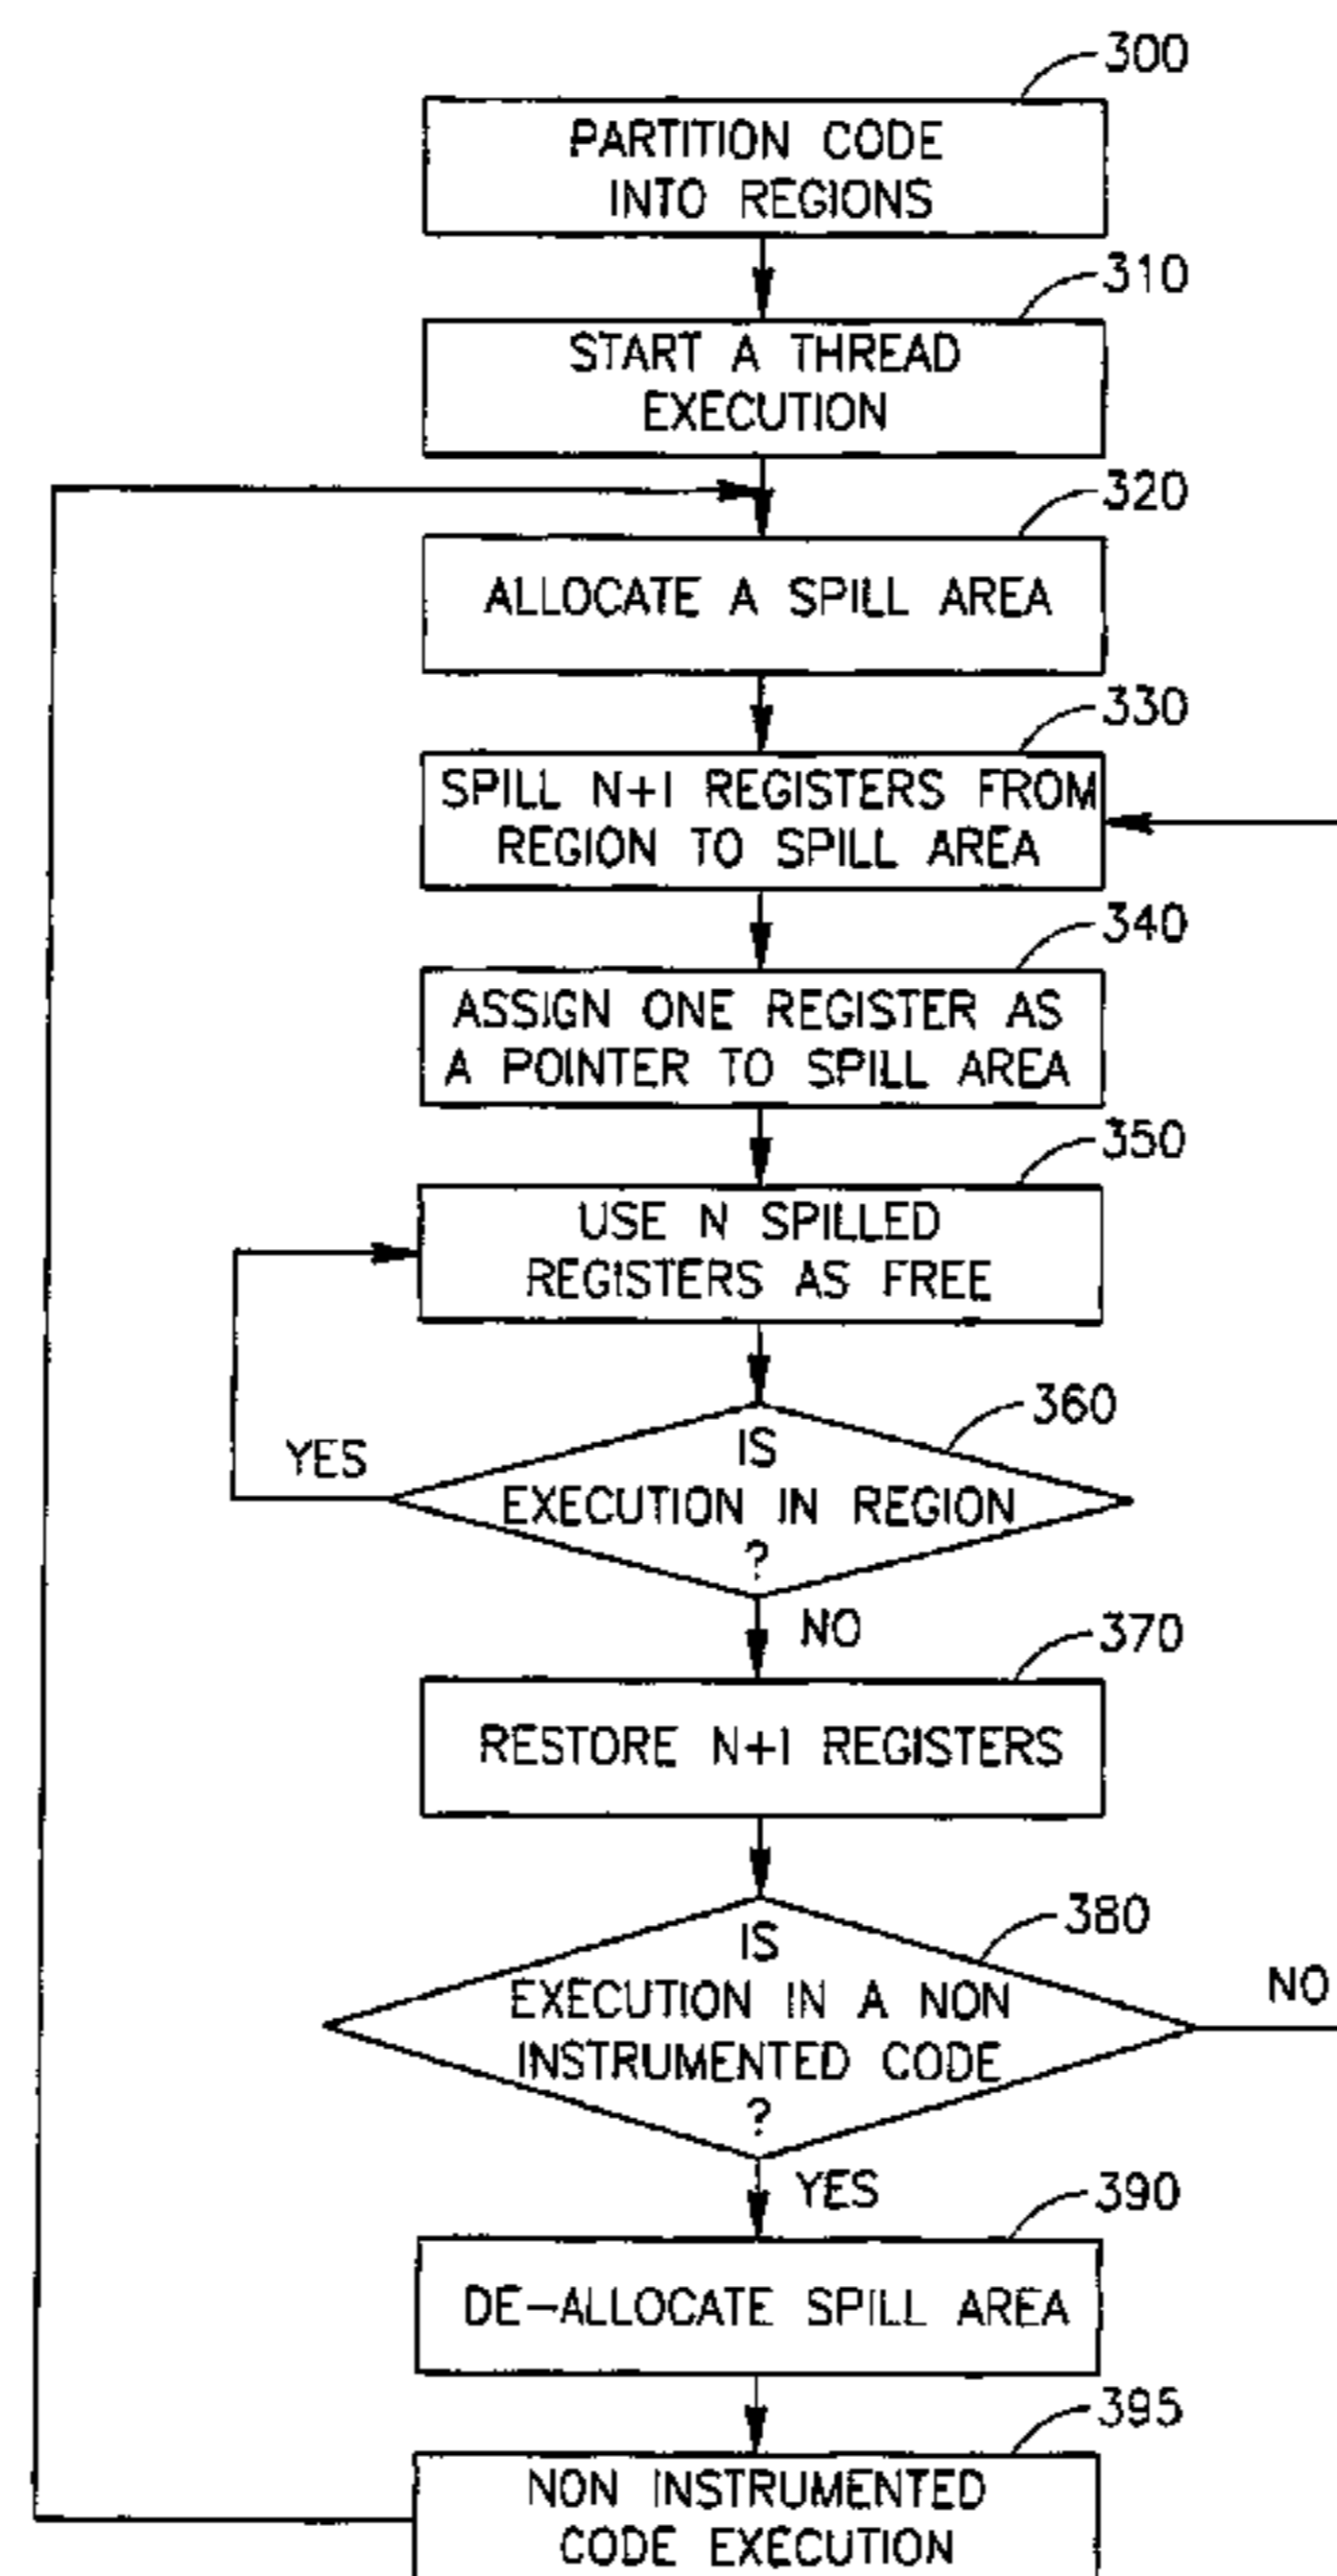 300
PARTITION CODE
INTO REGIONS
310
START A THREAD
EXECUTION
320
ALLOCATE A SPILL AREA
330
SPILL N+1 REGISTERS FROM
REGION TO SPILL AREA
340
ASSIGN ONE REGISTER AS
A POINTER TO SPILL AREA
350
USE N SPILLED
REGISTERS AS FREE
360
IS
EXECUTION IN REGION
?
YES
NO
370
RESTORE N+1 REGISTERS
380
IS
EXECUTION IN A NON
INSTRUMENTED CODE
?
NO
YES
390
DE-ALLOCATE SPILL AREA
395
NON INSTRUMENTED
CODE EXECUTION